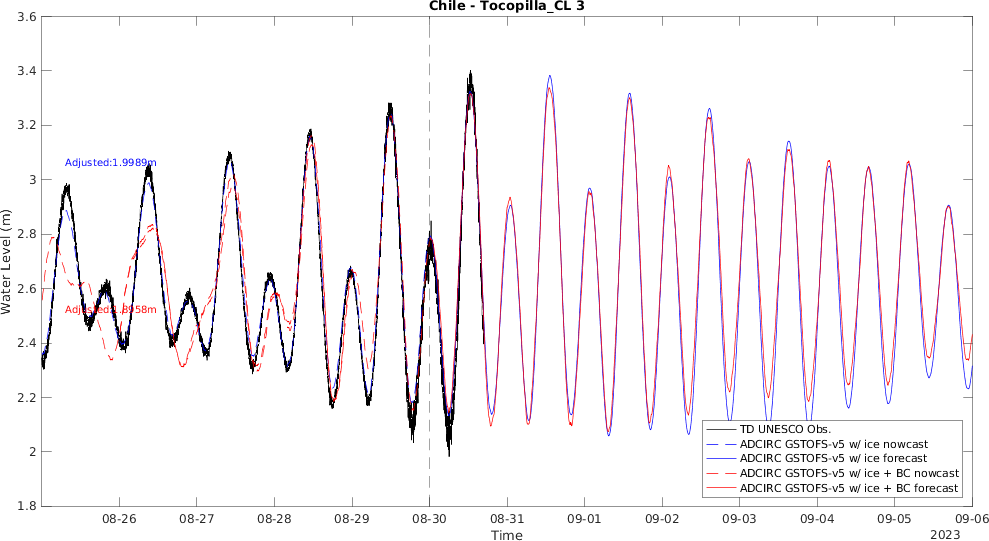 Chile - Tocopilla_CL 3
3.6
3.4
3.2
3
2.8
2.6
2.4
2.2
2
1.8
Water Level (m)
Adjusted:1.9989m
08-26
08-27
08-28
08-29
08-30
08-31
09-01
09-02
09-03
09-04
09-05
09-06
Time
2023
TD UNESCO Obs.
ADCIRC GSTOFS-v5 w/ ice nowcast
ADCIRC GSTOFS-v5 w/ ice forecast
ADCIRC GSTOFS-v5 w/ ice + BC nowcast
ADCIRC GSTOFS-v5 w/ ice + BC forecast